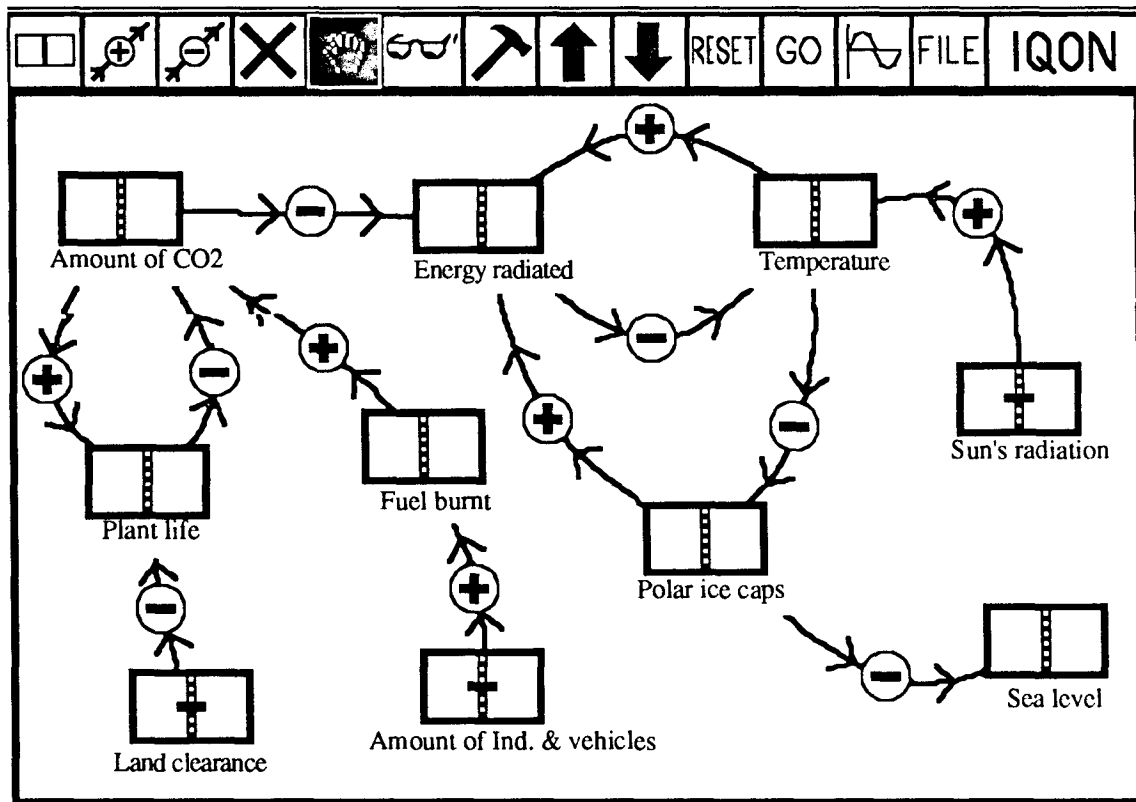 RESET GO FILE IQON
+
Amount of CO2
−
Energy radiated
Temperature
+
+
−
Plant life
−
+
Fuel burnt
+
−
+
−
Sun's radiation
Polar ice caps
−
Land clearance
+
Amount of Ind. & vehicles
−
Sea level